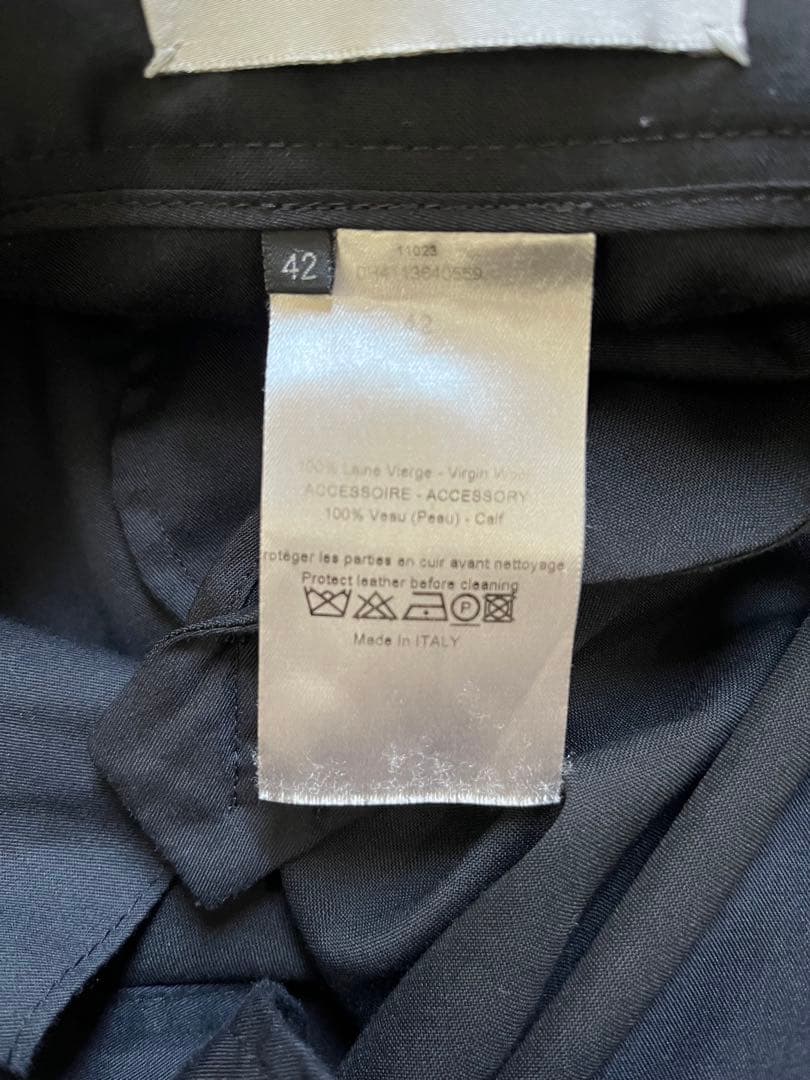 42
11023
42
100% Laine Vierge - Virgin Wool
ACCESSOIRE - ACCESSORY
100% Veau (Peau) - Calf
rotéger les parties en cuir avant nettoyage
Protect leather before cleaning
P
Made In ITALY